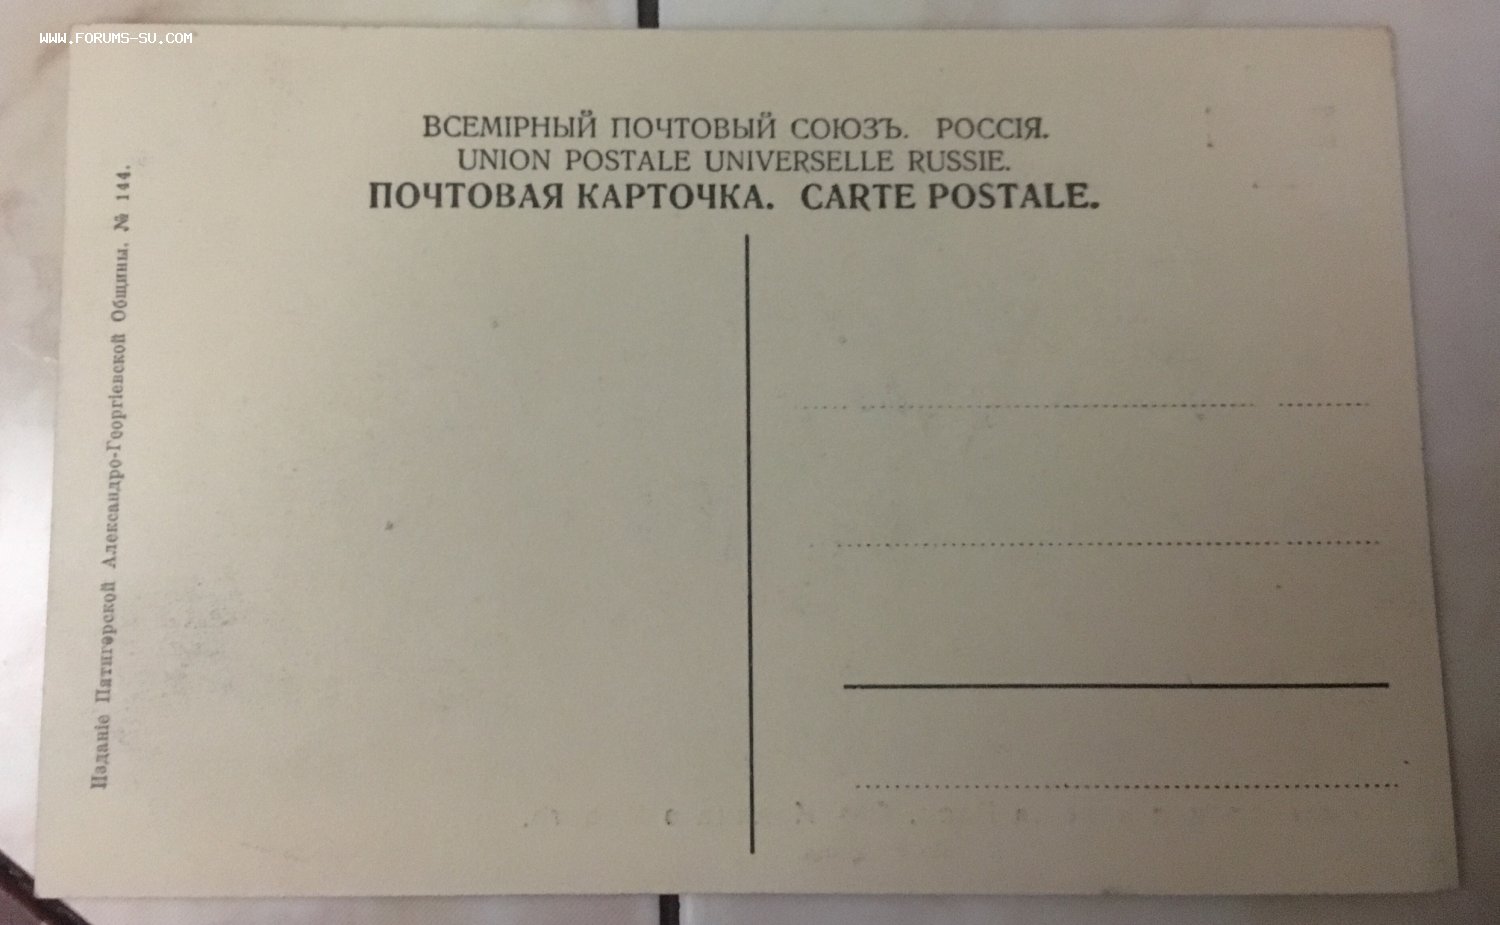 WWW.FORUMS-SU.COM
ВСЕМІРНЫЙ ПОЧТОВЫЙ СОЮЗЪ. РОССІЯ.
UNION POSTALE UNIVERSELLE RUSSIE.
ПОЧТОВАЯ КАРТОЧКА. CARTE POSTALE.
Изданіе Пятигорской Александро-Георгіевской Общины. № 144.